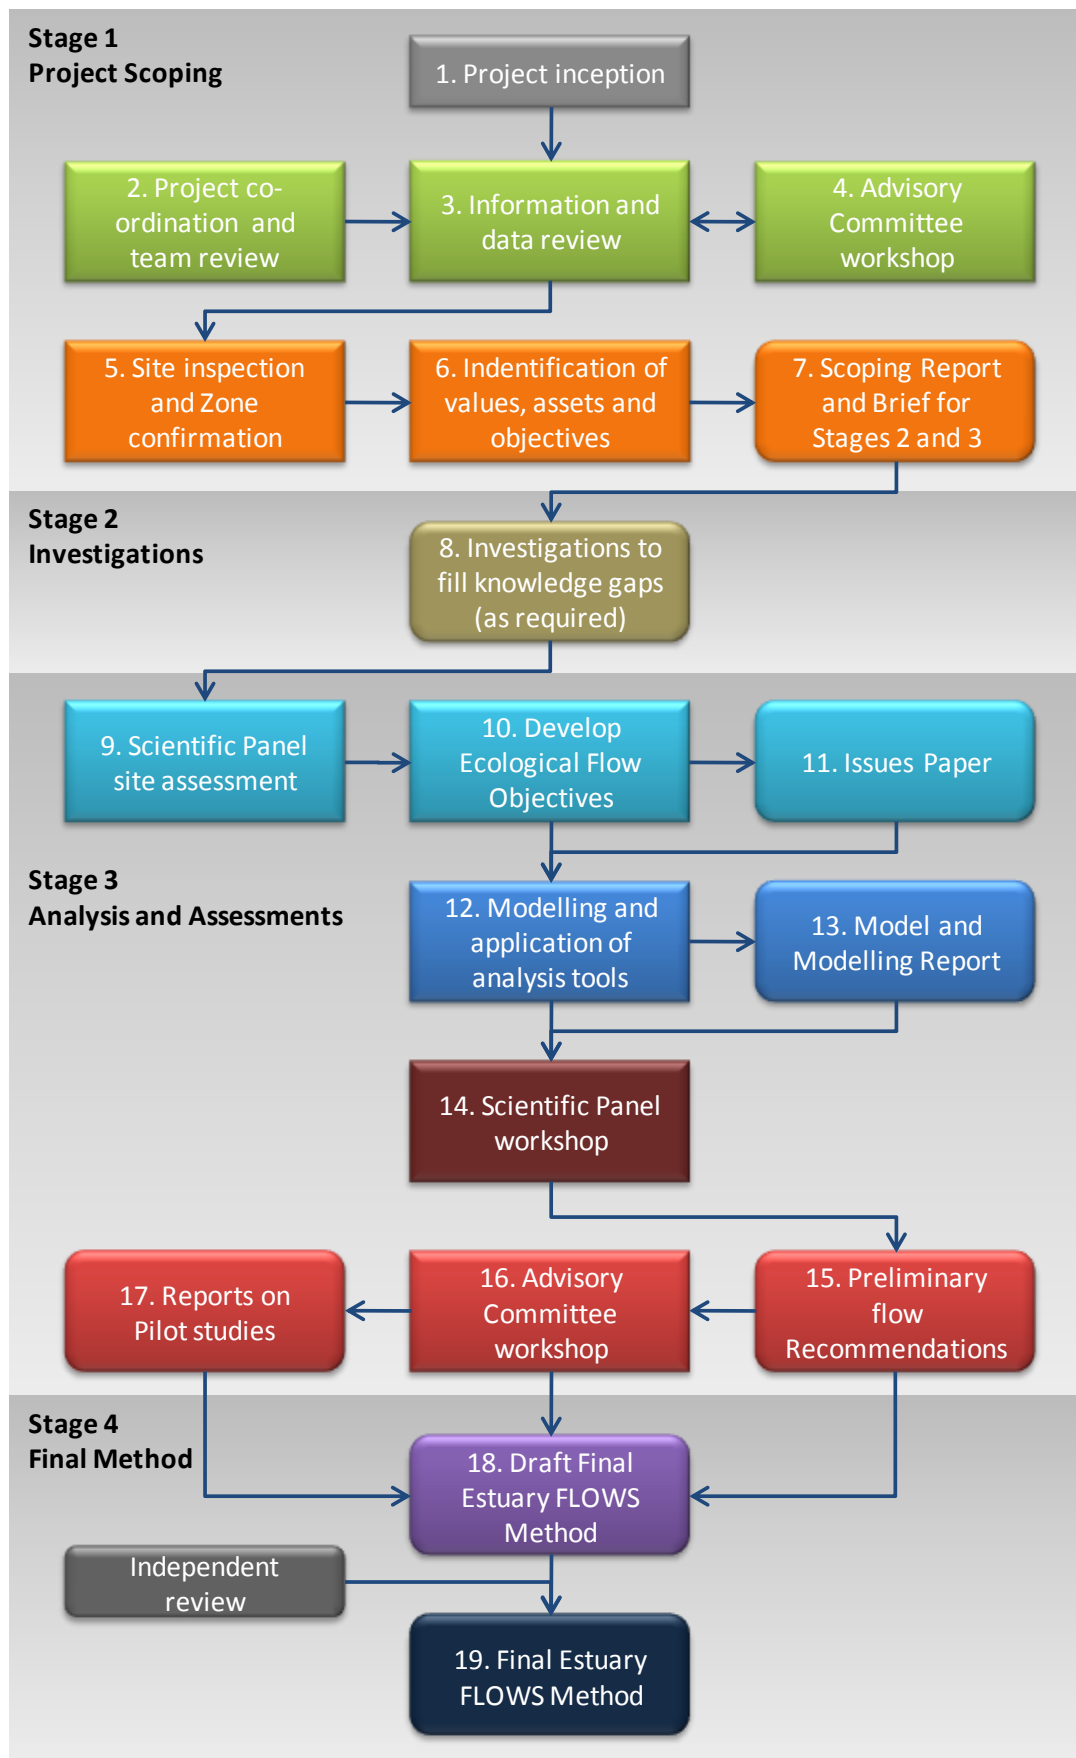 Stage 1
Project Scoping
1. Project inception
2. Project co-
ordination and
team review
3. Information and
data review
4. Advisory
Committee
workshop
5. Site inspection
and Zone
confirmation
6. Indentification of
values, assets and
objectives
7. Scoping Report
and Brief for
Stages 2 and 3
Stage 2
Investigations
8. Investigations to
fill knowledge gaps
(as required)
9. Scientific Panel
site assessment
10. Develop
Ecological Flow
Objectives
11. Issues Paper
Stage 3
Analysis and Assessments
12. Modelling and
application of
analysis tools
13. Model and
Modelling Report
14. Scientific Panel
workshop
17. Reports on
Pilot studies
16. Advisory
Committee
workshop
15. Preliminary
flow
Recommendations
Stage 4
Final Method
18. Draft Final
Estuary FLOWS
Method
Independent
review
19. Final Estuary
FLOWS Method